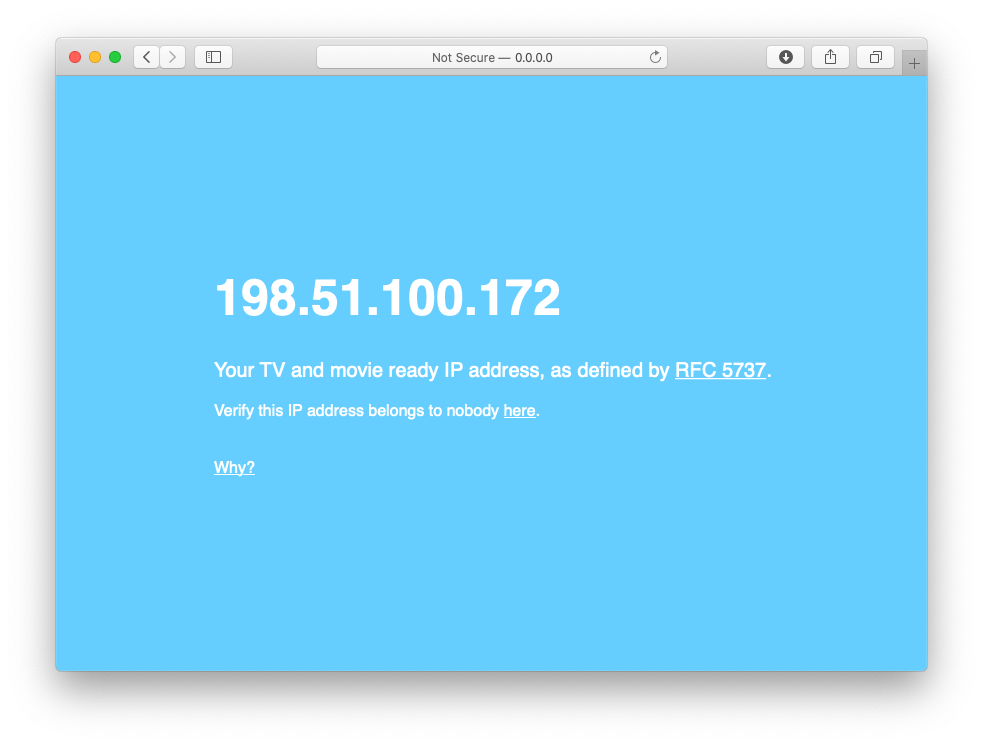 Not Secure — 0.0.0.0
198.51.100.172
Your TV and movie ready IP address, as defined by RFC 5737.
Verify this IP address belongs to nobody here.
Why?